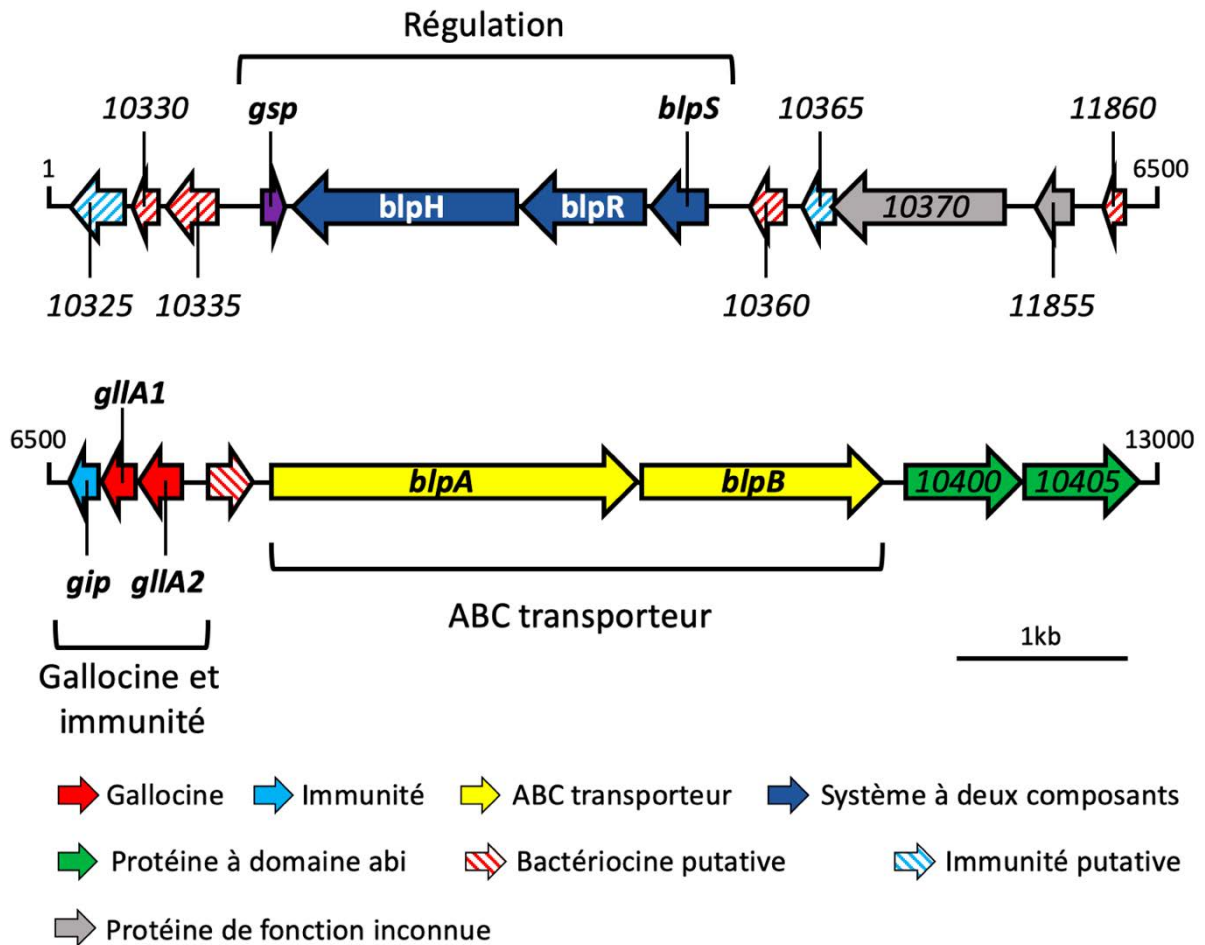 Régulation
10330
gsp
blpS
10365
11860
1
6500
blpH
blpR
10370
10325
10335
10360
11855
gllA1
6500
13000
blpA
blpB
10400
10405
gip
gllA2
ABC transporteur
1kb
Gallocine et
immunité
Gallocine
Immunité
ABC transporteur
Système à deux composants
Protéine à domaine abi
Bactériocine putative
Immunité putative
Protéine de fonction inconnue